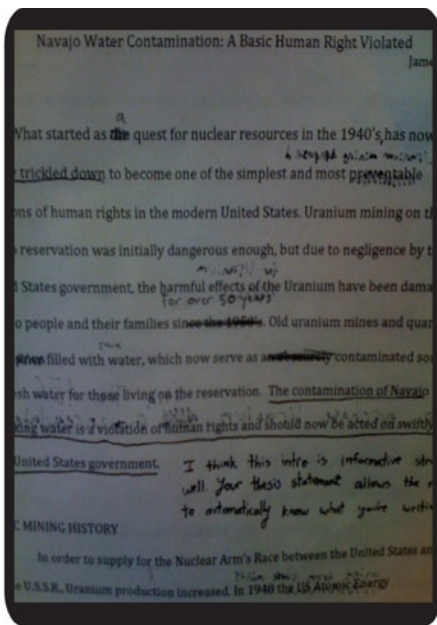 Navajo Water Contamination: A Basic Human Right Violated
Jame
a
What started as the quest for nuclear resources in the 1940's, has now
trickled down to become one of the simplest and most preventable
ons of human rights in the modern United States. Uranium mining on th
reservation was initially dangerous enough, but due to negligence by t
States government, the harmful effects of the Uranium have been dama
for over 50 years
o people and their families since the 1950's. Old uranium mines and quar
rain
filled with water, which now serve as contaminated sou
esh water for those living on the reservation. The contamination of Navajo
king water is a violation of human rights and should now be acted on swiftly
United States government.
I think this intro is informative
well. Your thesis statement allows the
to automatically know what you're
C MINING HISTORY
In order to supply for the Nuclear Arm's Race between the United States an
e U.S.S.R., Uranium production increased. In 1948 the US Atomic Energy